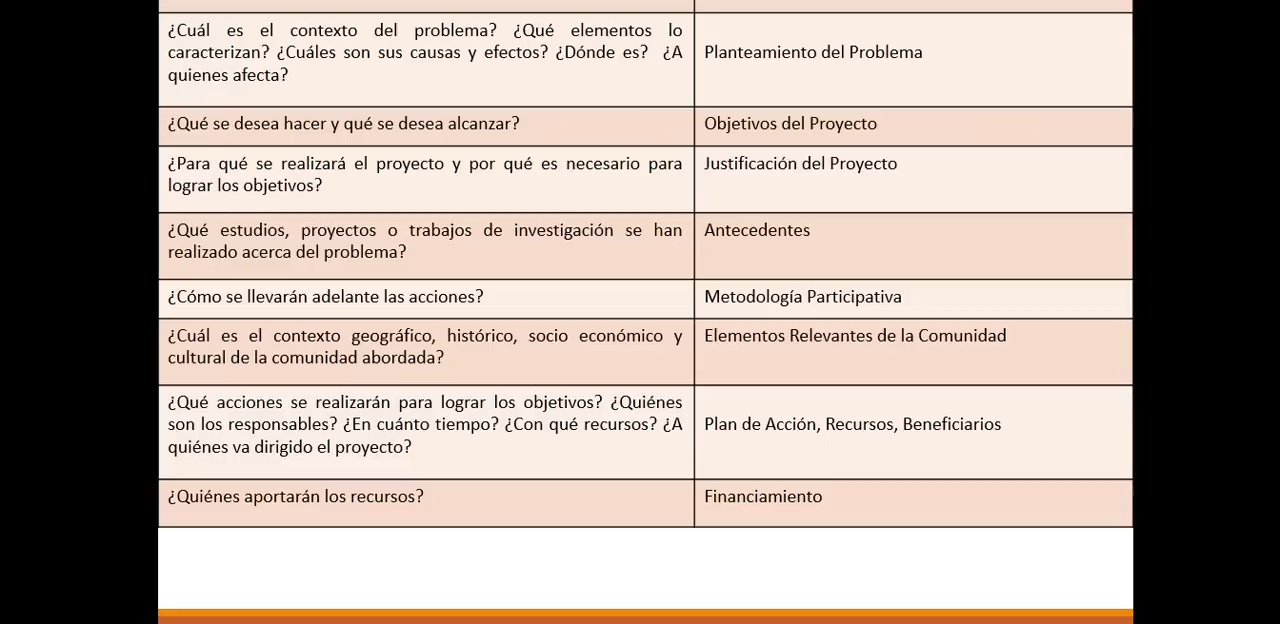 ¿Cuál es el contexto del problema? ¿Qué elementos lo
caracterizan? ¿Cuáles son sus causas y efectos? ¿Dónde es? ¿A
quienes afecta?
Planteamiento del Problema
¿Qué se desea hacer y qué se desea alcanzar?
Objetivos del Proyecto
¿Para qué se realizará el proyecto y por qué es necesario para
lograr los objetivos?
Justificación del Proyecto
¿Qué estudios, proyectos o trabajos de investigación se han
realizado acerca del problema?
Antecedentes
¿Cómo se llevarán adelante las acciones?
Metodología Participativa
¿Cuál es el contexto geográfico, histórico, socio económico y
cultural de la comunidad abordada?
Elementos Relevantes de la Comunidad
¿Qué acciones se realizarán para lograr los objetivos? ¿Quiénes
son los responsables? ¿En cuánto tiempo? ¿Con qué recursos? ¿A
quiénes va dirigido el proyecto?
Plan de Acción, Recursos, Beneficiarios
¿Quiénes aportarán los recursos?
Financiamiento